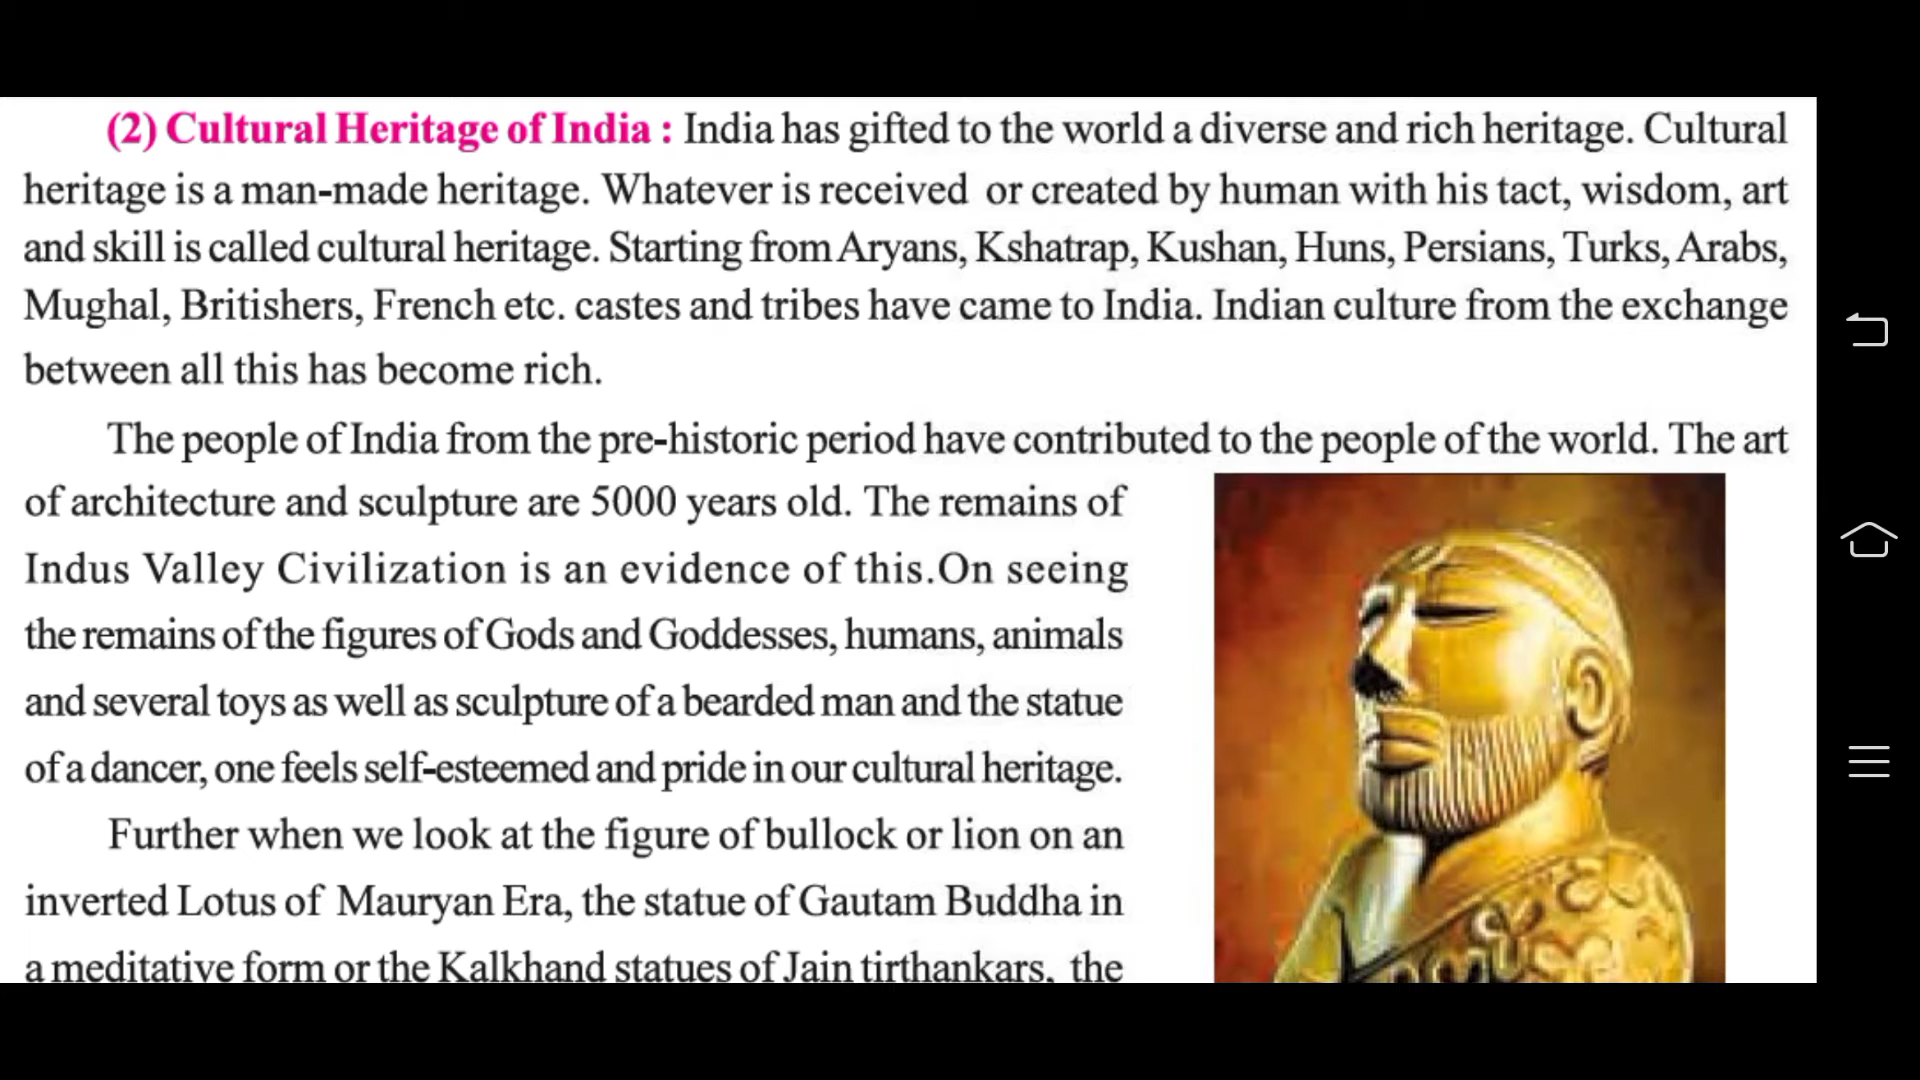 (2) Cultural Heritage of India : India has gifted to the world a diverse and rich heritage. Cultural
heritage is a man-made heritage. Whatever is received or created by human with his tact, wisdom, art
and skill is called cultural heritage. Starting from Aryans, Kshatrap, Kushan, Huns, Persians, Turks, Arabs,
Mughal, Britishers, French etc. castes and tribes have came to India. Indian culture from the exchange
between all this has become rich.
The people of India from the pre-historic period have contributed to the people of the world. The art
of architecture and sculpture are 5000 years old. The remains of
Indus Valley Civilization is an evidence of this.On seeing
the remains of the figures of Gods and Goddesses, humans, animals
and several toys as well as sculpture of a bearded man and the statue
of a dancer, one feels self-esteemed and pride in our cultural heritage.
Further when we look at the figure of bullock or lion on an
inverted Lotus of Mauryan Era, the statue of Gautam Buddha in
a meditative form or the Kalkhand statues of Jain tirthankars, the